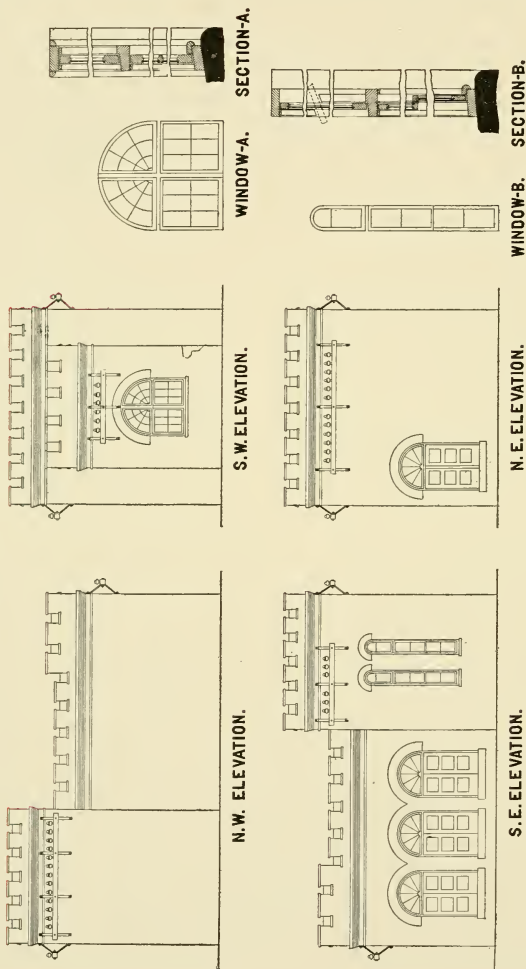 N.W. ELEVATION.
S.W. ELEVATION.
WINDOW-A.
SECTION-A.
S.E. ELEVATION.
N.E. ELEVATION.
WINDOW-B.
SECTION-B.